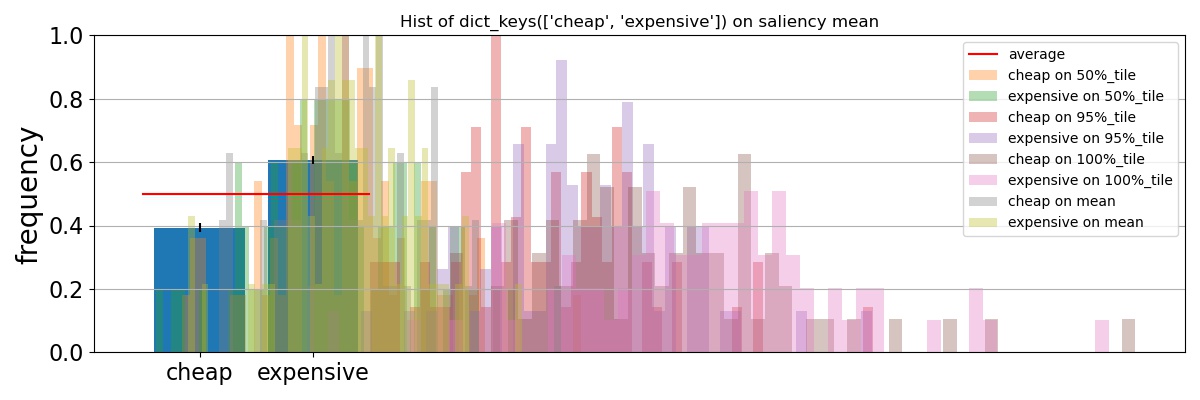 Hist of dict_keys(['cheap', 'expensive']) on saliency mean
frequency
1.0
0.8
0.6
0.4
0.2
0.0
cheap
expensive
average
cheap on 50%_tile
expensive on 50%_tile
cheap on 95%_tile
expensive on 95%_tile
cheap on 100%_tile
expensive on 100%_tile
cheap on mean
expensive on mean